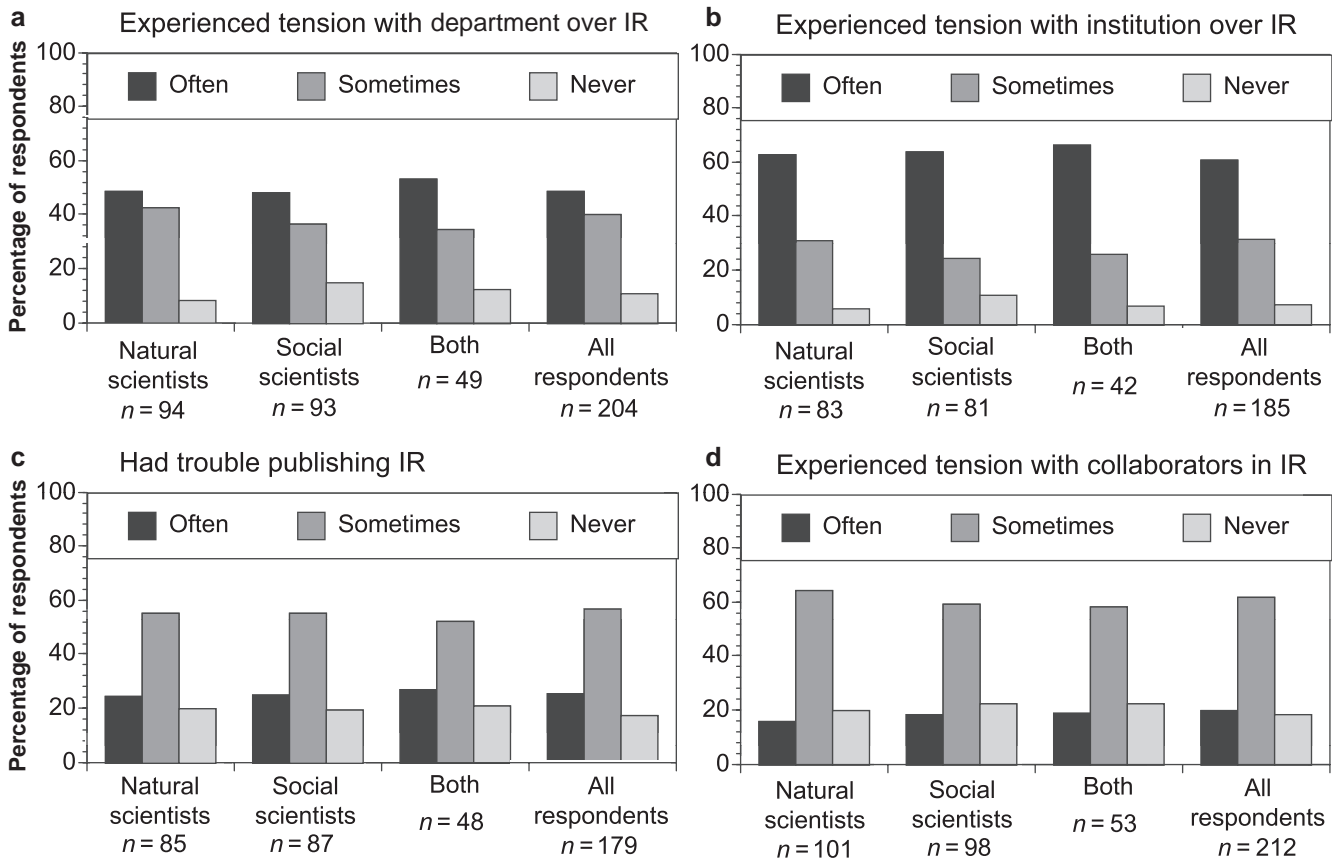 a Experienced tension with department over IR
Percentage of respondents
100
80
60
40
20
0
Often Sometimes Never
Natural scientists n = 94
Social scientists n = 93
Both n = 49
All respondents n = 204
b Experienced tension with institution over IR
100
80
60
40
20
0
Often Sometimes Never
Natural scientists n = 83
Social scientists n = 81
Both n = 42
All respondents n = 185
c Had trouble publishing IR
Percentage of respondents
100
80
60
40
20
0
Often Sometimes Never
Natural scientists n = 85
Social scientists n = 87
Both n = 48
All respondents n = 179
d Experienced tension with collaborators in IR
100
80
60
40
20
0
Often Sometimes Never
Natural scientists n = 101
Social scientists n = 98
Both n = 53
All respondents n = 212